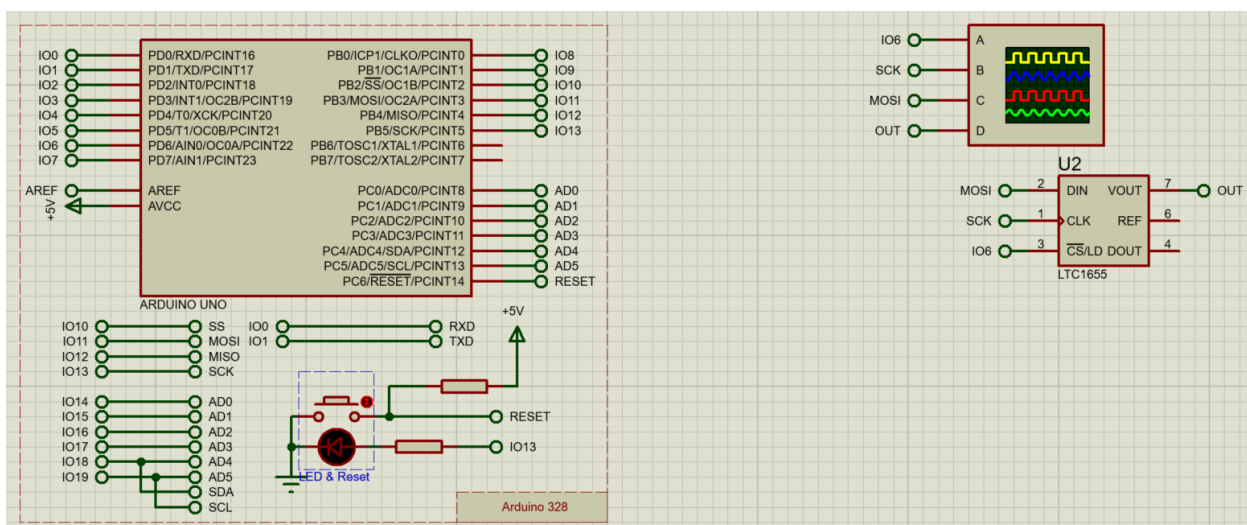 IO0 PD0/RXD/PCINT16 PB0/ICP1/CLKO/PCINT0 IO8
IO1 PD1/TXD/PCINT17 PB1/OC1A/PCINT1 IO9
IO2 PD2/INT0/PCINT18 PB2/SS/OC1B/PCINT2 IO10
IO3 PD3/INT1/OC2B/PCINT19 PB3/MOSI/OC2A/PCINT3 IO11
IO4 PD4/T0/XCK/PCINT20 PB4/MISO/PCINT4 IO12
IO5 PD5/T1/OC0B/PCINT21 PB5/SCK/PCINT5 IO13
IO6 PD6/AIN0/OC0A/PCINT22 PB6/TOSC1/XTAL1/PCINT6
IO7 PD7/AIN1/PCINT23 PB7/TOSC2/XTAL2/PCINT7
AREF AREF PC0/ADC0/PCINT8 AD0
+5V AVCC PC1/ADC1/PCINT9 AD1
PC2/ADC2/PCINT10 AD2
PC3/ADC3/PCINT11 AD3
PC4/ADC4/SDA/PCINT12 AD4
PC5/ADC5/SCL/PCINT13 AD5
PC6/RESET/PCINT14 RESET
ARDUINO UNO
IO10 SS IO0 RXD
IO11 MOSI IO1 TXD
IO12 MISO
IO13 SCK
+5V
IO14 AD0
IO15 AD1
IO16 AD2
IO17 AD3
IO18 AD4
IO19 AD5
SDA
SCL
RESET
IO13
LED & Reset
Arduino 328
IO6 A
SCK B
MOSI C
OUT D
U2
MOSI 2 DIN VOUT 7 OUT
SCK 1 CLK REF 6
IO6 3 CS/LD DOUT 4
LTC1655